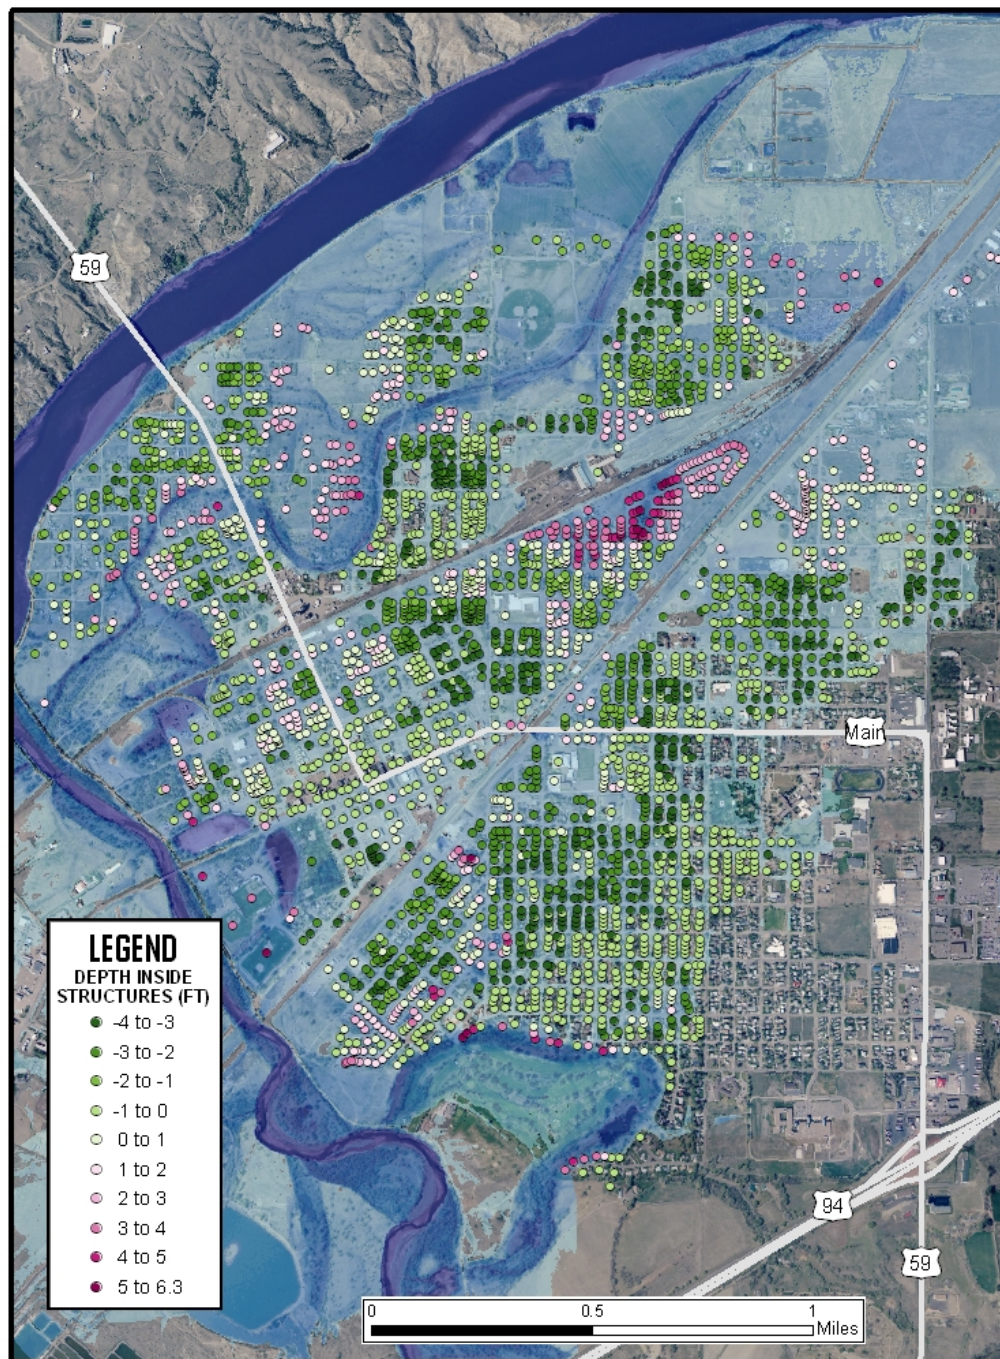 59
Main
LEGEND
DEPTH INSIDE
STRUCTURES (FT)
-4 to -3
-3 to -2
-2 to -1
-1 to 0
0 to 1
1 to 2
2 to 3
3 to 4
4 to 5
5 to 6.3
94
59
0 0.5 1
Miles